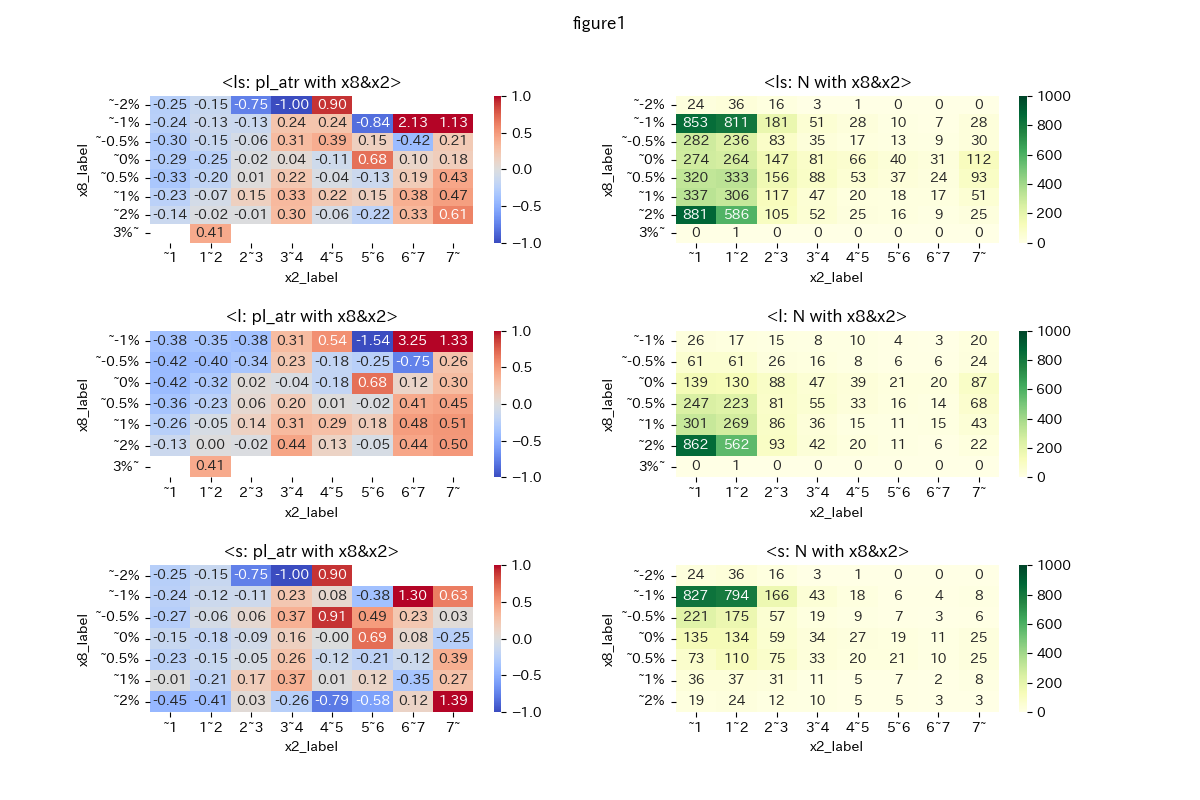 figure1
<ls: pl_atr with x8&x2>
x8_label
~-2% -0.25 -0.15 -0.75 -1.00 0.90
~-1% -0.24 -0.13 -0.13 0.24 0.24 -0.84 2.13 1.13
~-0.5% -0.30 -0.15 -0.06 0.31 0.39 0.15 -0.42 0.21
~0% -0.29 -0.25 -0.02 0.04 -0.11 0.68 0.10 0.18
~0.5% -0.33 -0.20 0.01 0.22 -0.04 -0.13 0.19 0.43
~1% -0.23 -0.07 0.15 0.33 0.22 0.15 0.38 0.47
~2% -0.14 -0.02 -0.01 0.30 -0.06 -0.22 0.33 0.61
3%~ 0.41
~1 1~2 2~3 3~4 4~5 5~6 6~7 7~
x2_label
1.0
0.5
0.0
−0.5
−1.0
<ls: N with x8&x2>
x8_label
~-2% 24 36 16 3 1 0 0 0
~-1% 853 811 181 51 28 10 7 28
~-0.5% 282 236 83 35 17 13 9 30
~0% 274 264 147 81 66 40 31 112
~0.5% 320 333 156 88 53 37 24 93
~1% 337 306 117 47 20 18 17 51
~2% 881 586 105 52 25 16 9 25
3%~ 0 1 0 0 0 0 0 0
~1 1~2 2~3 3~4 4~5 5~6 6~7 7~
x2_label
1000
800
600
400
200
0
<l: pl_atr with x8&x2>
x8_label
~-1% -0.38 -0.35 -0.38 0.31 0.54 -1.54 3.25 1.33
~-0.5% -0.42 -0.40 -0.34 0.23 -0.18 -0.25 -0.75 0.26
~0% -0.42 -0.32 0.02 -0.04 -0.18 0.68 0.12 0.30
~0.5% -0.36 -0.23 0.06 0.20 0.01 -0.02 0.41 0.45
~1% -0.26 -0.05 0.14 0.31 0.29 0.18 0.48 0.51
~2% -0.13 0.00 -0.02 0.44 0.13 -0.05 0.44 0.50
3%~ 0.41
~1 1~2 2~3 3~4 4~5 5~6 6~7 7~
x2_label
1.0
0.5
0.0
−0.5
−1.0
<l: N with x8&x2>
x8_label
~-1% 26 17 15 8 10 4 3 20
~-0.5% 61 61 26 16 8 6 6 24
~0% 139 130 88 47 39 21 20 87
~0.5% 247 223 81 55 33 16 14 68
~1% 301 269 86 36 15 11 15 43
~2% 862 562 93 42 20 11 6 22
3%~ 0 1 0 0 0 0 0 0
~1 1~2 2~3 3~4 4~5 5~6 6~7 7~
x2_label
1000
800
600
400
200
0
<s: pl_atr with x8&x2>
x8_label
~-2% -0.25 -0.15 -0.75 -1.00 0.90
~-1% -0.24 -0.12 -0.11 0.23 0.08 -0.38 1.30 0.63
~-0.5% -0.27 -0.06 0.06 0.37 0.91 0.49 0.23 0.03
~0% -0.15 -0.18 -0.09 0.16 -0.00 0.69 0.08 -0.25
~0.5% -0.23 -0.15 -0.05 0.26 -0.12 -0.21 -0.12 0.39
~1% -0.01 -0.21 0.17 0.37 0.01 0.12 -0.35 0.27
~2% -0.45 -0.41 0.03 -0.26 -0.79 -0.58 0.12 1.39
~1 1~2 2~3 3~4 4~5 5~6 6~7 7~
x2_label
1.0
0.5
0.0
−0.5
−1.0
<s: N with x8&x2>
x8_label
~-2% 24 36 16 3 1 0 0 0
~-1% 827 794 166 43 18 6 4 8
~-0.5% 221 175 57 19 9 7 3 6
~0% 135 134 59 34 27 19 11 25
~0.5% 73 110 75 33 20 21 10 25
~1% 36 37 31 11 5 7 2 8
~2% 19 24 12 10 5 5 3 3
~1 1~2 2~3 3~4 4~5 5~6 6~7 7~
x2_label
1000
800
600
400
200
0